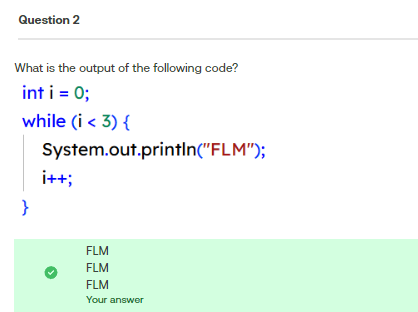 Question 2
What is the output of the following code?
int i = 0;
while (i < 3) {
System.out.println("FLM");
i++;
}
FLM
FLM
FLM
Your answer